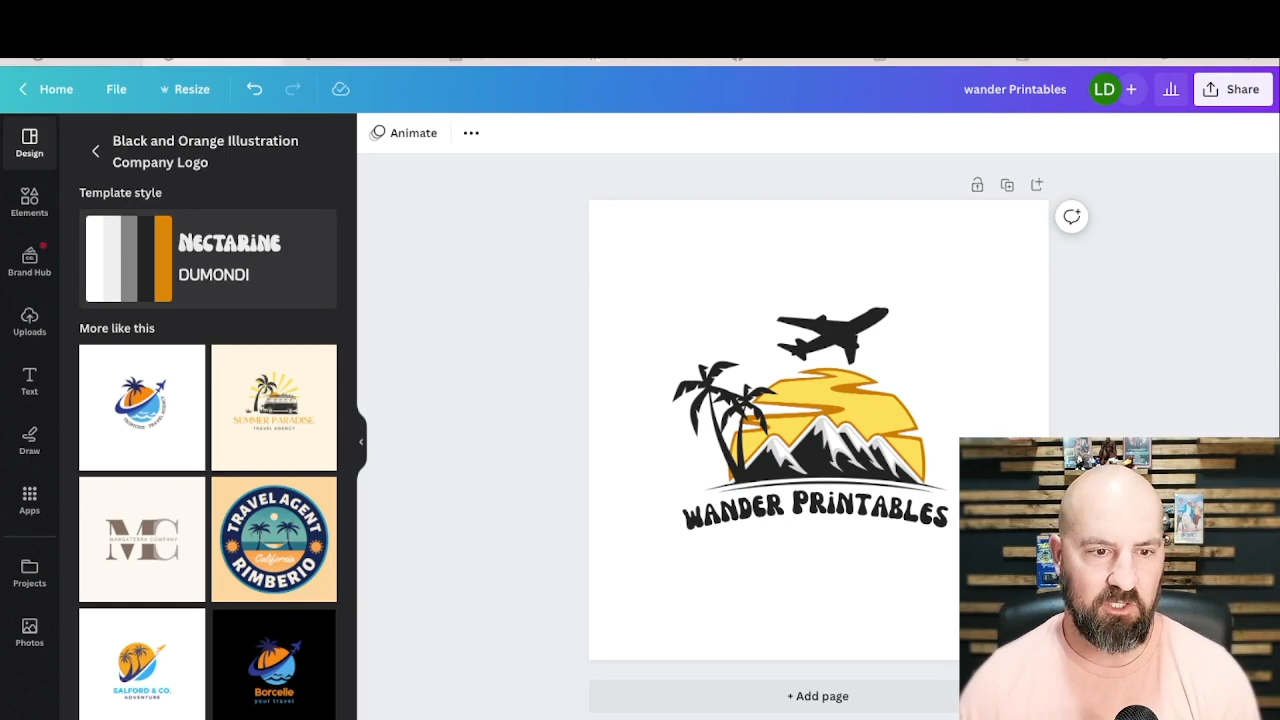 Home
File
Resize
wander Printables
LD
Share
Design
Elements
Brand Hub
Uploads
Text
Draw
Apps
Projects
Photos
Black and Orange Illustration
Company Logo
Template style
NECTARiNE
DUMONDI
More like this
TRAVEL AGENCY
SUMMER PARADISE
TRAVEL AGENCY
MC
MARGATERRA COMPANY
TRAVEL AGENT
California
RIMBERIO
SALFORD & CO.
ADVENTURE
Borcelle
your travel
Animate
WANDER PRiNTABLES
+ Add page